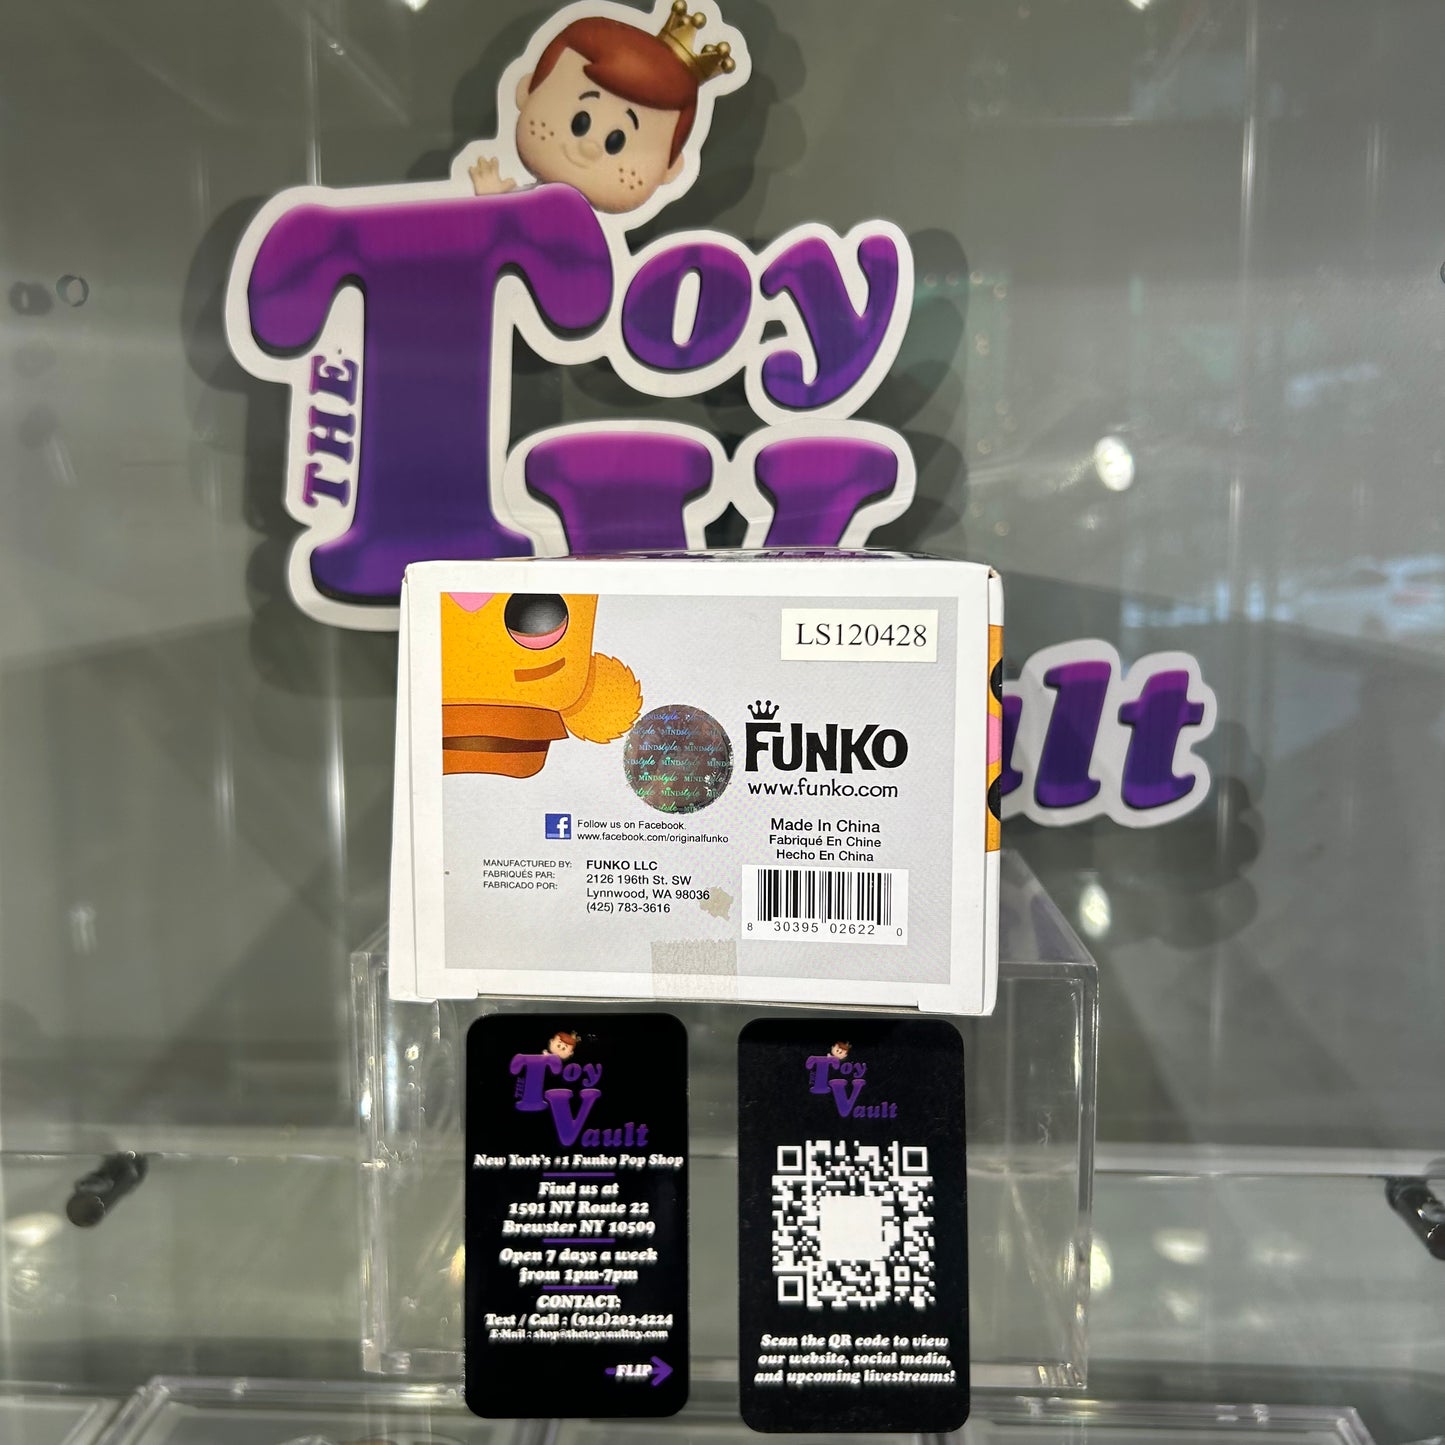 THE
Toy
V
ult
LS120428
MINDstyle
FUNKO
www.funko.com
Follow us on Facebook.
www.facebook.com/originalfunko
Made In China
Fabriqué En Chine
Hecho En China
MANUFACTURED BY:
FABRIQUÉS PAR:
FABRICADO POR:
FUNKO LLC
2126 196th St. SW
Lynnwood, WA 98036
(425) 783-3616
8 30395 02622 0
THE
Toy
Vault
New York's #1 Funko Pop Shop
Find us at
1591 NY Route 22
Brewster NY 10509
Open 7 days a week
from 1pm-7pm
CONTACT:
Text / Call : (914)203-4224
E-Mail : shop@thetoyvaultny.com
FLIP
THE
Toy
Vault
Scan the QR code to view
our website, social media,
and upcoming livestreams!